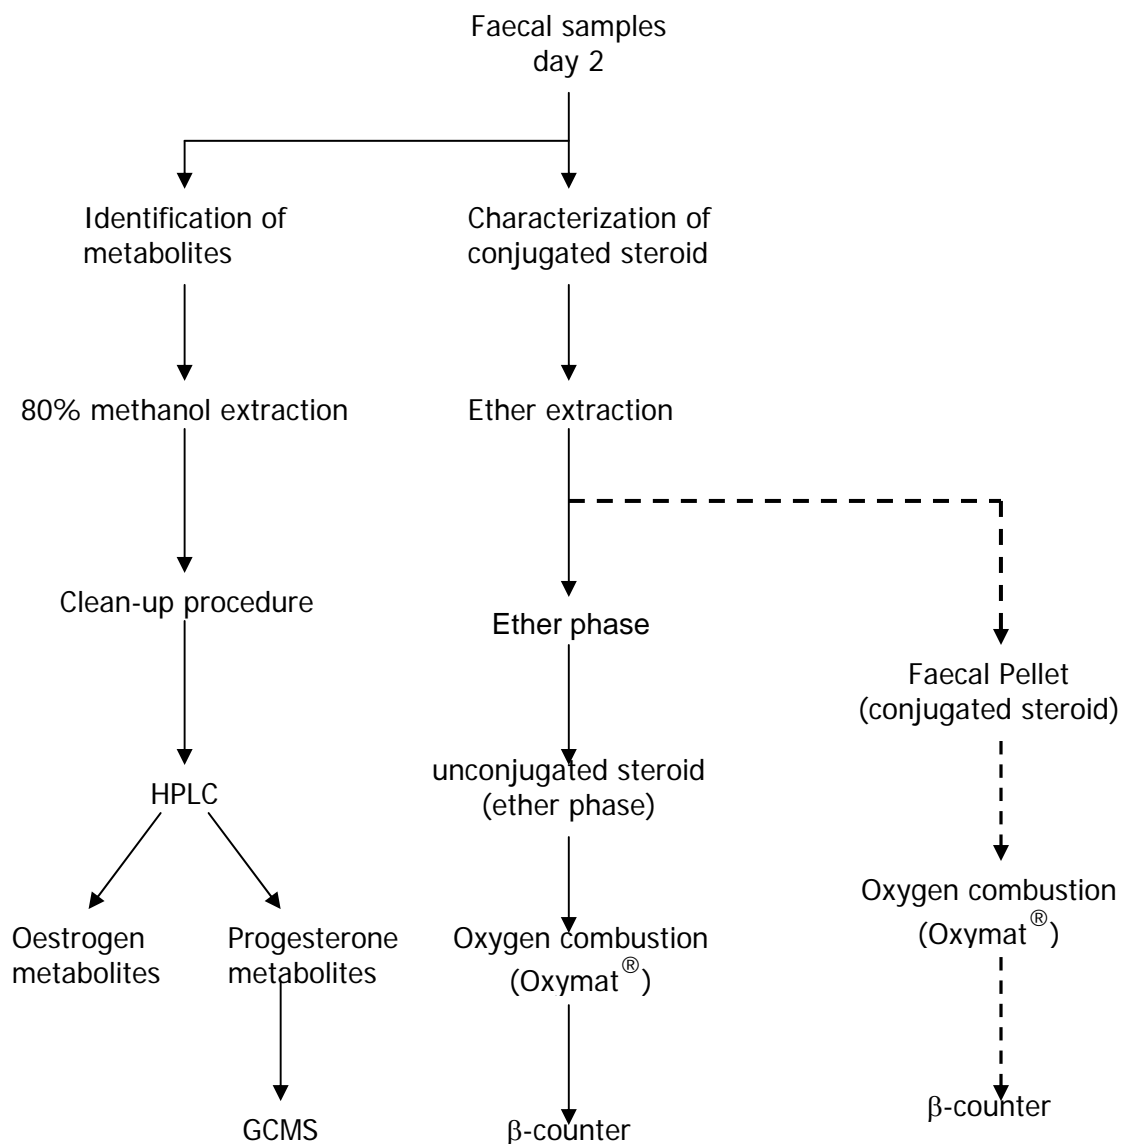 Faecal samples
day 2
Identification of
metabolites
Characterization of
conjugated steroid
80% methanol extraction
Ether extraction
Clean-up procedure
Ether phase
Faecal Pellet
(conjugated steroid)
HPLC
unconjugated steroid
(ether phase)
Oxygen combustion
(Oxymat®)
Oestrogen
metabolites
Progesterone
metabolites
Oxygen combustion
(Oxymat®)
GCMS
β-counter
β-counter